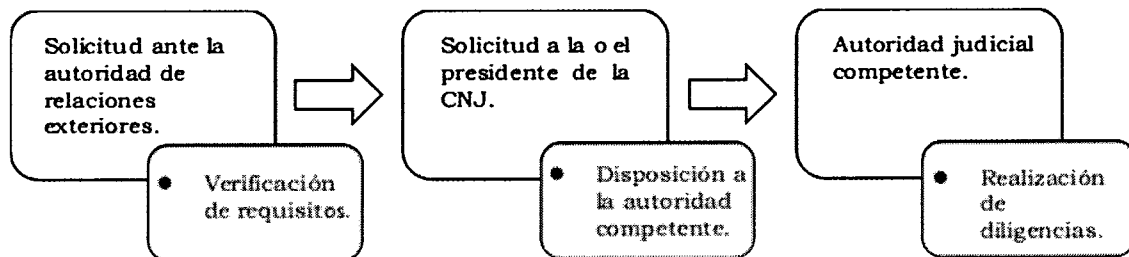 Solicitud ante la
autoridad de
relaciones
exteriores.
• Verificación
de requisitos.
Solicitud a la o el
presidente de la
CNJ.
• Disposición a
la autoridad
competente.
Autoridad judicial
competente.
• Realización
de
diligencias.